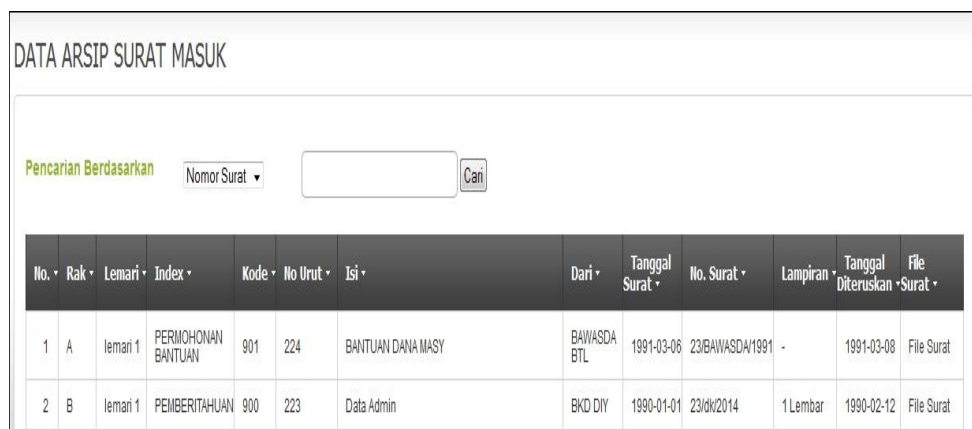 DATA ARSIP SURAT MASUK
Pencarian Berdasarkan Nomor Surat Cari
No. Rak Lemari Index Kode No Urut Isi Dari Tanggal Surat No. Surat Lampiran Tanggal Diteruskan File Surat
1 A lemari 1 PERMOHONAN BANTUAN 901 224 BANTUAN DANA MASY BAWASDA BTL 1991-03-06 23/BAWASDA/1991 - 1991-03-08 File Surat
2 B lemari 1 PEMBERITAHUAN 900 223 Data Admin BKD DIY 1990-01-01 23/dk/2014 1 Lembar 1990-02-12 File Surat